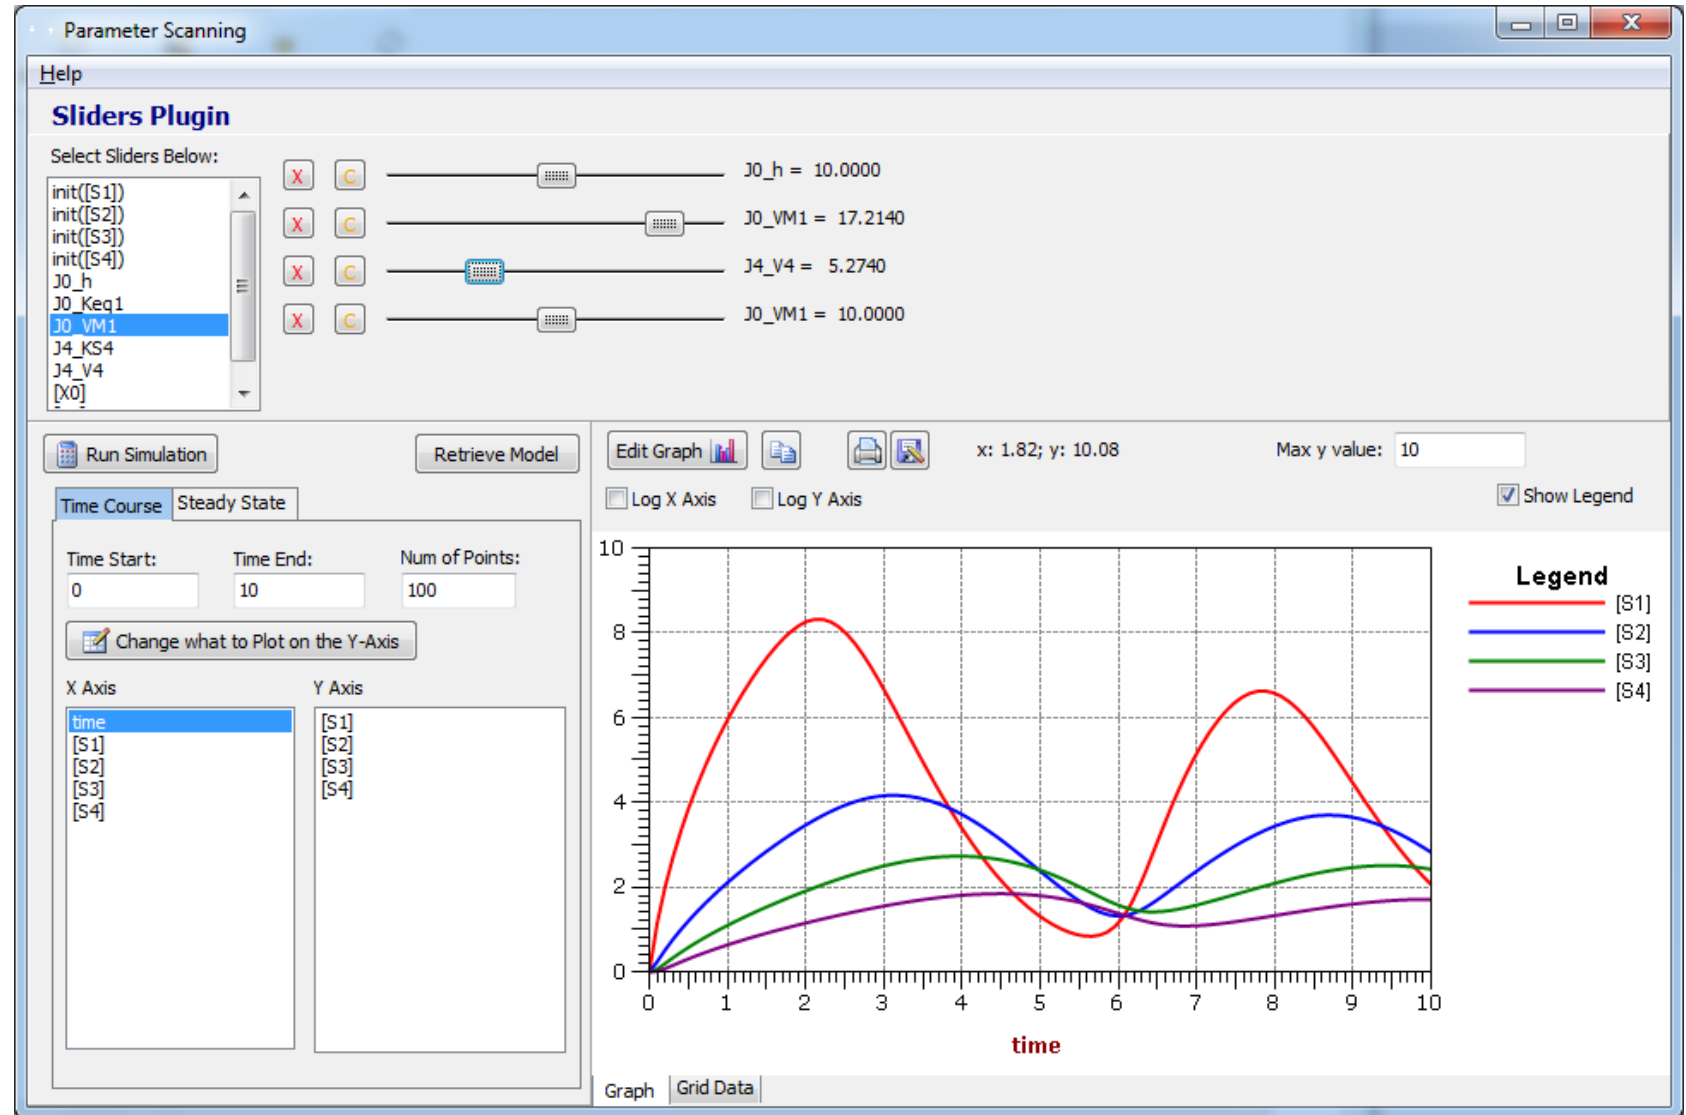 Parameter Scanning
Help
Sliders Plugin
Select Sliders Below:
init([S1])
init([S2])
init([S3])
init([S4])
J0_h
J0_Keq1
J0_VM1
J4_KS4
J4_V4
[X0]
X C J0_h = 10.0000
X C J0_VM1 = 17.2140
X C J4_V4 = 5.2740
X C J0_VM1 = 10.0000
Run Simulation Retrieve Model
Time Course Steady State
Time Start: Time End: Num of Points:
0 10 100
Change what to Plot on the Y-Axis
X Axis Y Axis
time
[S1]
[S2]
[S3]
[S4]
[S1]
[S2]
[S3]
[S4]
Edit Graph x: 1.82; y: 10.08 Max y value: 10
Log X Axis Log Y Axis Show Legend
10
8
6
4
2
0
0 1 2 3 4 5 6 7 8 9 10
time
Legend
[S1]
[S2]
[S3]
[S4]
Graph Grid Data